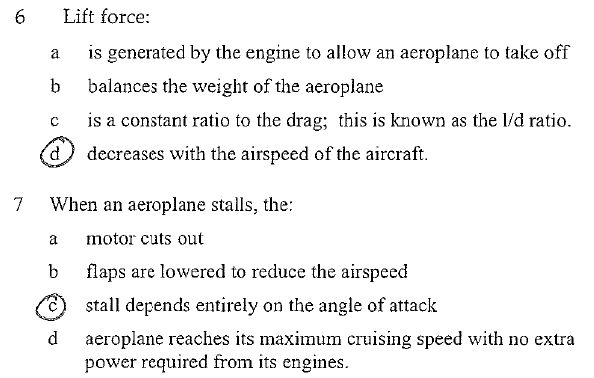 6 Lift force:
a is generated by the engine to allow an aeroplane to take off
b balances the weight of the aeroplane
c is a constant ratio to the drag; this is known as the l/d ratio.
d decreases with the airspeed of the aircraft.
7 When an aeroplane stalls, the:
a motor cuts out
b flaps are lowered to reduce the airspeed
c stall depends entirely on the angle of attack
d aeroplane reaches its maximum cruising speed with no extra
power required from its engines.